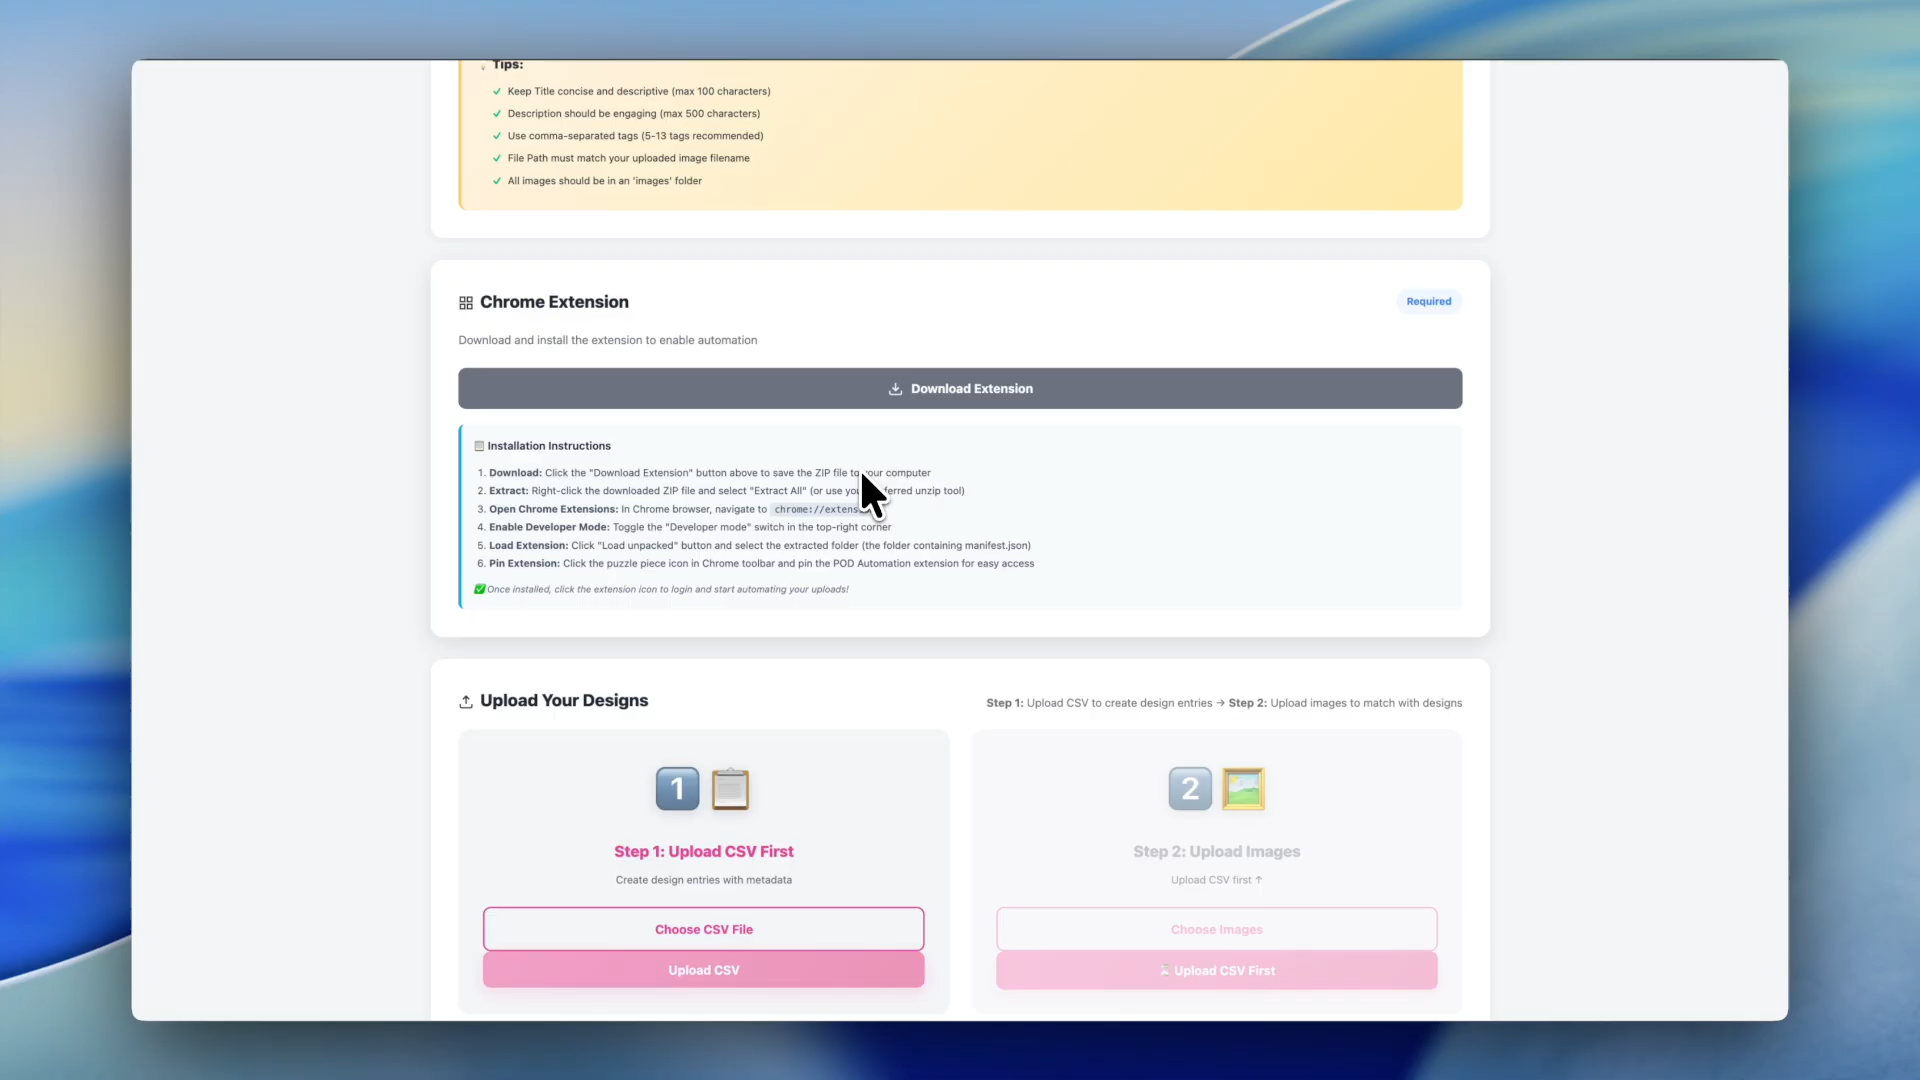 Tips:
Keep Title concise and descriptive (max 100 characters)
Description should be engaging (max 500 characters)
Use comma-separated tags (5-13 tags recommended)
File Path must match your uploaded image filename
All images should be in an 'images' folder
Chrome Extension
Required
Download and install the extension to enable automation
Download Extension
Installation Instructions
1. Download: Click the "Download Extension" button above to save the ZIP file to your computer
2. Extract: Right-click the downloaded ZIP file and select "Extract All" (or use unzip tool)
3. Open Chrome Extensions: In Chrome browser, navigate to
4. Enable Developer Mode: Toggle the "Developer mode" switch in the top-right corner
5. Load Extension: Click "Load unpacked" button and select the extracted folder (the folder containing manifest.json)
6. Pin Extension: Click the puzzle piece icon in Chrome toolbar and pin the POD Automation extension for easy access
Once installed, click the extension icon to login and start automating your uploads!
Upload Your Designs
Step 1: Upload CSV to create design entries → Step 2: Upload images to match with designs
1
2
Step 1: Upload CSV First
Step 2: Upload Images
Create design entries with metadata
Upload CSV first ↑
Choose CSV File
Choose Images
Upload CSV
Upload CSV First